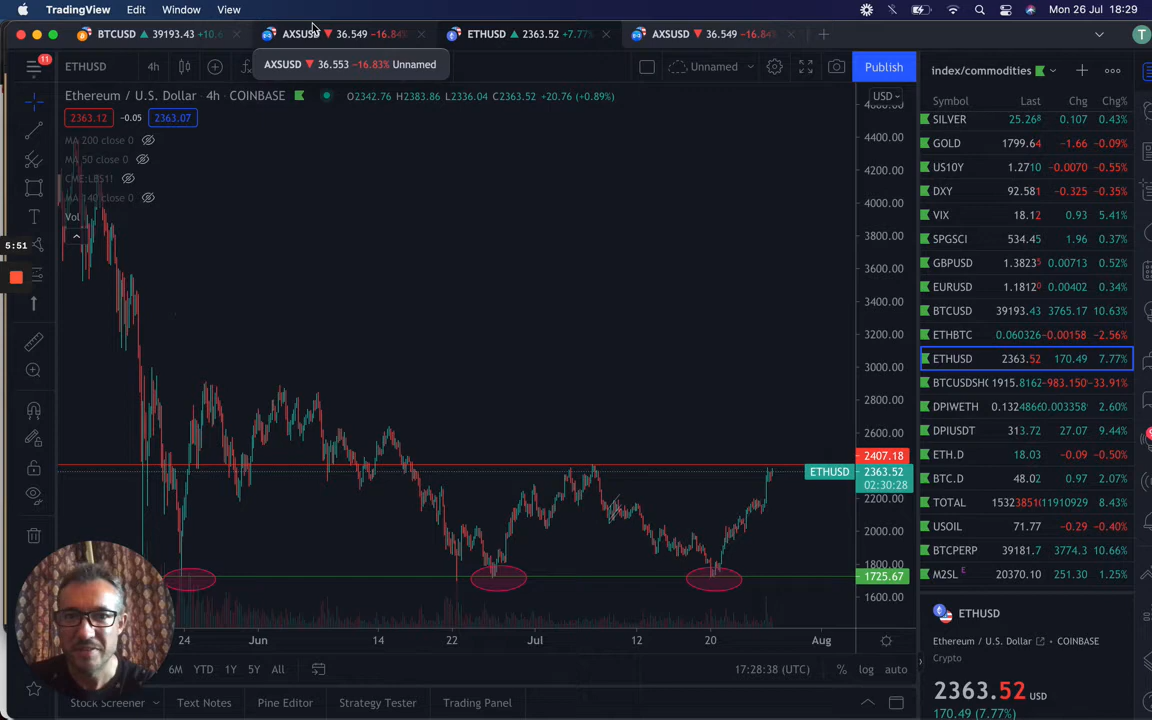 TradingView Edit Window View Mon 26 Jul 18:29
BTCUSD ▲ 39193.43 +10.6 AXSUSD ▼ 36.549 −16.84% ETHUSD ▲ 2363.52 +7.77% AXSUSD ▼ 36.549 −16.84% T
AXSUSD ▼ 36.553 −16.83% Unnamed
11 ETHUSD 4h Unnamed Publish
index/commodities
Ethereum / U.S. Dollar 4h COINBASE O2342.76 H2383.86 L2336.04 C2363.52 +20.76 (+0.89%) USD
2363.12 -0.05 2363.07
MA 200 close 0
MA 50 close 0
MA 140 close 0
Vol
5:51
4400.00
4200.00
4000.00
3800.00
3600.00
3400.00
3200.00
3000.00
2800.00
2600.00
2407.18
ETHUSD 2363.52
02:30:28
2200.00
2000.00
1800.00
1725.67
1600.00
24 Jun 14 22 Jul 12 20 Aug
6M YTD 1Y 5Y All 17:28:38 (UTC) % log auto
Stock Screener Text Notes Pine Editor Strategy Tester Trading Panel
Symbol Last Chg Chg%
SILVER 25.268 0.107 0.43%
GOLD 1799.64 −1.66 −0.09%
US10Y 1.2710 −0.0070 −0.55%
DXY 92.581 −0.325 −0.35%
VIX 18.12 0.93 5.41%
SPGSCI 534.45 1.96 0.37%
GBPUSD 1.38235 0.00713 0.52%
EURUSD 1.18120 0.00402 0.34%
BTCUSD 39193.43 3765.17 10.63%
ETHBTC 0.060326 −0.00158 −2.56%
ETHUSD 2363.52 170.49 7.77%
BTCUSDSHO 1915.8162 −983.150 −33.91%
DPIWETH 0.1324866 0.003358 2.60%
DPIUSDT 313.72 27.07 9.44%
ETH.D 18.03 −0.09 −0.50%
BTC.D 48.02 0.97 2.07%
TOTAL 15323851 11910929 8.43%
USOIL 71.77 −0.29 −0.40%
BTCPERP 39181.7 3774.3 10.66%
M2SL E 20370.10 251.30 1.25%
ETHUSD
Ethereum / U.S. Dollar COINBASE
Crypto
2363.52 USD
170.49 (7.77%)